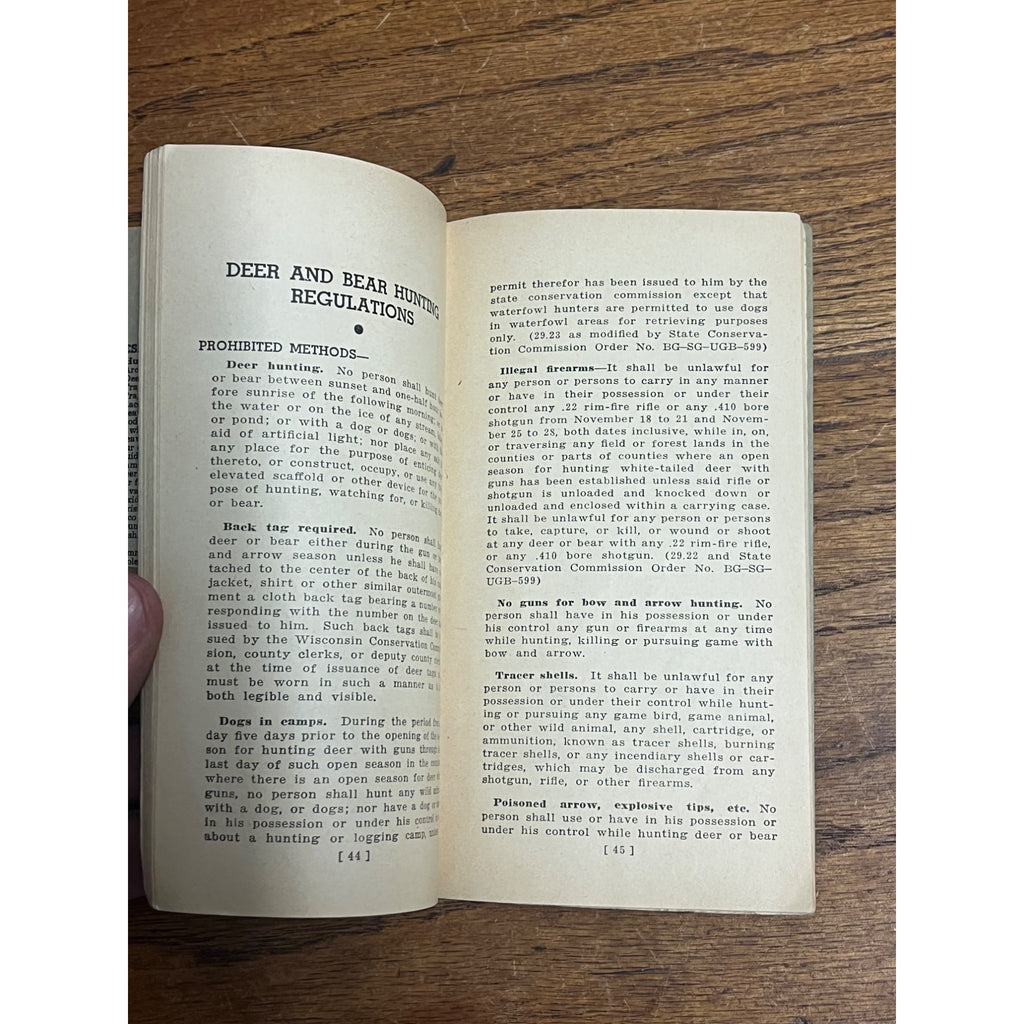 DEER AND BEAR HUNTING
REGULATIONS
PROHIBITED METHODS—
Deer hunting. No person shall hunt
or bear between sunset and one-half
fore sunrise of the following morning,
the water or on the ice of any stream,
or pond; or with a dog or dogs; or with
aid of artificial light; nor place any
any place for the purpose of enticing
thereto, or construct, occupy, or use any
elevated scaffold or other device for the
pose of hunting, watching for, or killing
or bear.
Back tag required. No person shall
deer or bear either during the gun or
and arrow season unless he shall have
tached to the center of the back of his
jacket, shirt or other similar outermost
ment a cloth back tag bearing a number
responding with the number on the deer
issued to him. Such back tags shall
sued by the Wisconsin Conservation
sion, county clerks, or deputy county
at the time of issuance of deer tags
must be worn in such a manner as
both legible and visible.
Dogs in camps. During the period
day five days prior to the opening of the
son for hunting deer with guns through
last day of such open season in the
where there is an open season for deer
guns, no person shall hunt any wild
with a dog, or dogs; nor have a dog or
in his possession or under his control
about a hunting or logging camp,
[ 44 ]
permit therefor has been issued to him by the
state conservation commission except that
waterfowl hunters are permitted to use dogs
in waterfowl areas for retrieving purposes
only. (29.23 as modified by State Conserva-
tion Commission Order No. BG–SG–UGB–599)
Illegal firearms—It shall be unlawful for
any person or persons to carry in any manner
or have in their possession or under their
control any .22 rim-fire rifle or any .410 bore
shotgun from November 18 to 21 and Novem-
ber 25 to 28, both dates inclusive, while in, on,
or traversing any field or forest lands in the
counties or parts of counties where an open
season for hunting white-tailed deer with
guns has been established unless said rifle or
shotgun is unloaded and knocked down or
unloaded and enclosed within a carrying case.
It shall be unlawful for any person or persons
to take, capture, or kill, or wound or shoot
at any deer or bear with any .22 rim-fire rifle,
or any .410 bore shotgun. (29.22 and State
Conservation Commission Order No. BG–SG–
UGB–599)
No guns for bow and arrow hunting. No
person shall have in his possession or under
his control any gun or firearms at any time
while hunting, killing or pursuing game with
bow and arrow.
Tracer shells. It shall be unlawful for any
person or persons to carry or have in their
possession or under their control while hunt-
ing or pursuing any game bird, game animal,
or other wild animal, any shell, cartridge, or
ammunition, known as tracer shells, burning
tracer shells, or any incendiary shells or car-
tridges, which may be discharged from any
shotgun, rifle, or other firearms.
Poisoned arrow, explosive tips, etc. No
person shall use or have in his possession or
under his control while hunting deer or bear
[ 45 ]